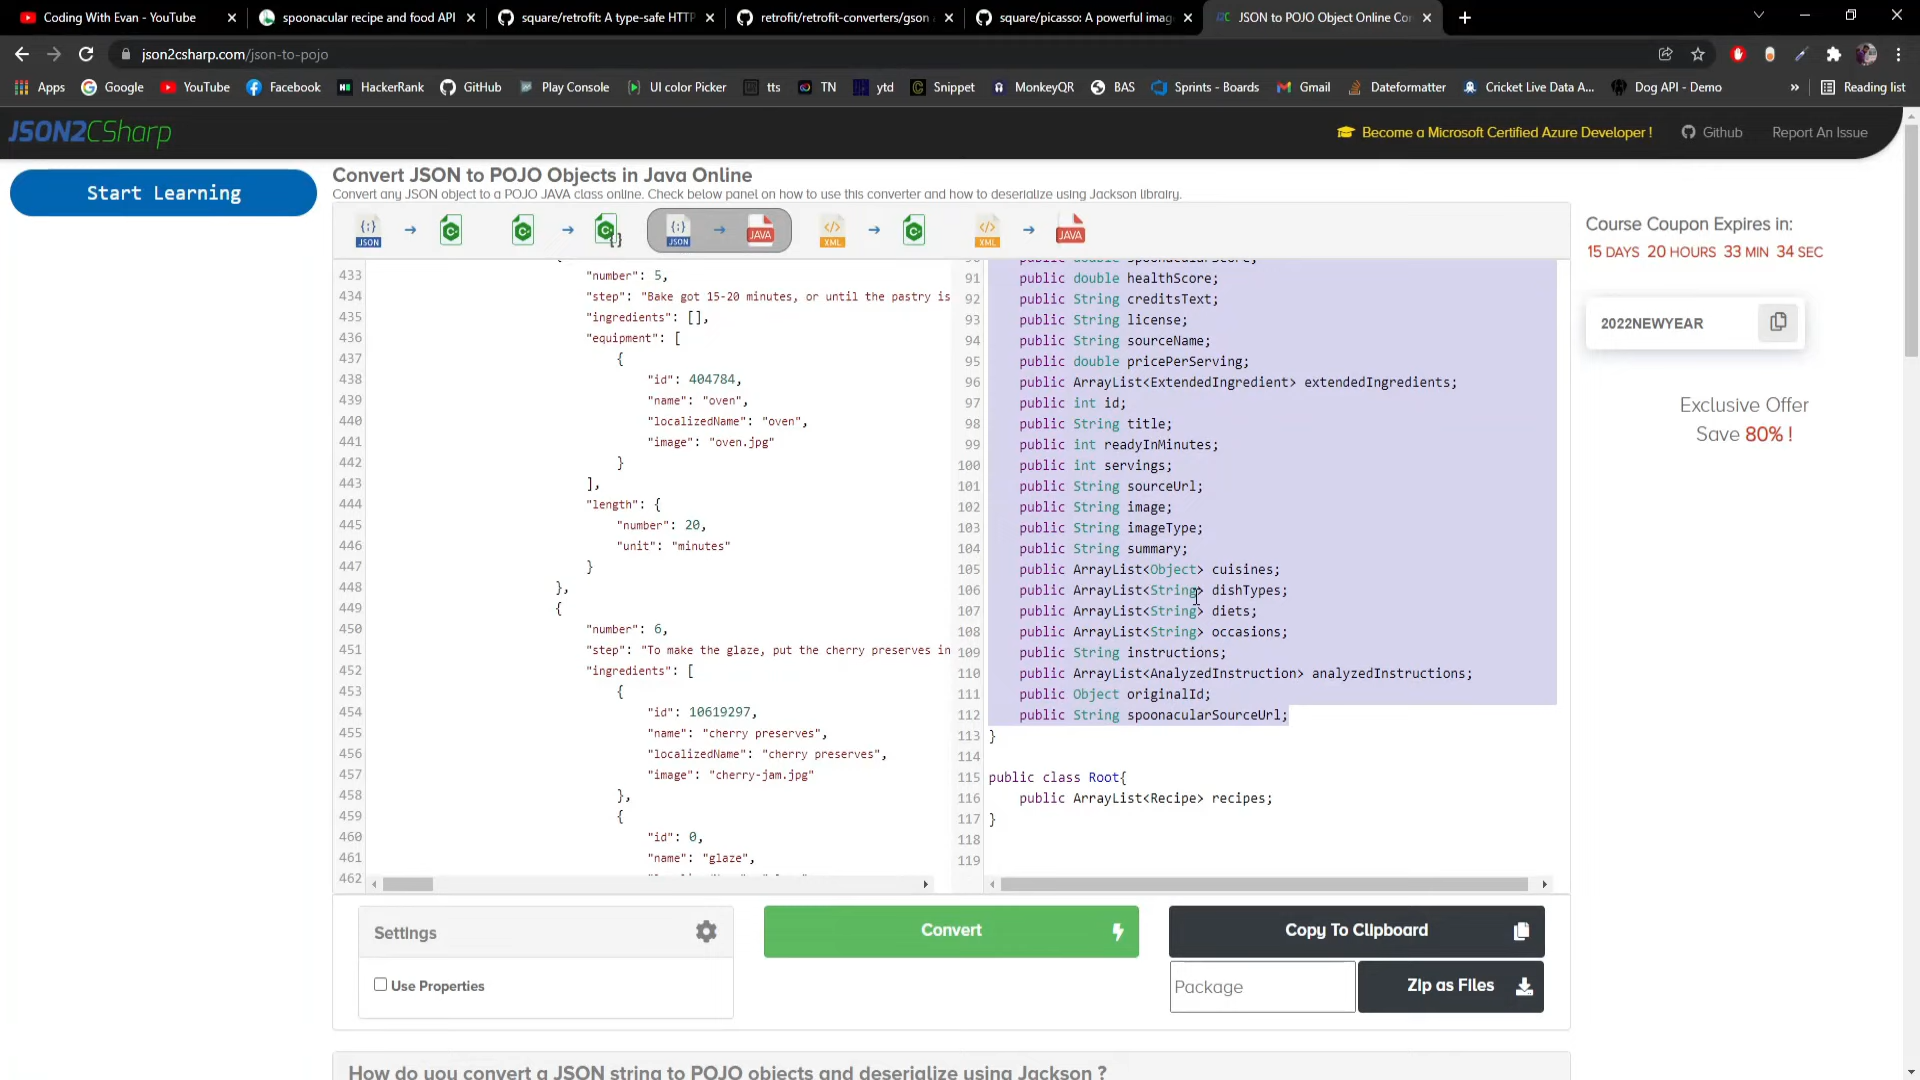 Coding With Evan - YouTube
spoonacular recipe and food API
square/retrofit: A type-safe HTTP
retrofit/retrofit-converters/gson
square/picasso: A powerful imag
JSON to POJO Object Online Co
json2csharp.com/json-to-pojo
Apps
Google
YouTube
Facebook
HackerRank
GitHub
Play Console
UI color Picker
tts
TN
ytd
Snippet
MonkeyQR
BAS
Sprints - Boards
Gmail
Dateformatter
Cricket Live Data A...
Dog API - Demo
»
Reading list
JSON2CSharp
Become a Microsoft Certified Azure Developer !
Github
Report An Issue
Start Learning
Convert JSON to POJO Objects in Java Online
Convert any JSON object to a POJO JAVA class online. Check below panel on how to use this converter and how to deserialize using Jackson library.
JSON
JSON
JAVA
XML
XML
JAVA
433 "number": 5,
434 "step": "Bake got 15-20 minutes, or until the pastry is
435 "ingredients": [],
436 "equipment": [
437 {
438 "id": 404784,
439 "name": "oven",
440 "localizedName": "oven",
441 "image": "oven.jpg"
442 }
443 ],
444 "length": {
445 "number": 20,
446 "unit": "minutes"
447 }
448 },
449 {
450 "number": 6,
451 "step": "To make the glaze, put the cherry preserves in
452 "ingredients": [
453 {
454 "id": 10619297,
455 "name": "cherry preserves",
456 "localizedName": "cherry preserves",
457 "image": "cherry-jam.jpg"
458 },
459 {
460 "id": 0,
461 "name": "glaze",
462
90 public double spoonacularScore;
91 public double healthScore;
92 public String creditsText;
93 public String license;
94 public String sourceName;
95 public double pricePerServing;
96 public ArrayList<ExtendedIngredient> extendedIngredients;
97 public int id;
98 public String title;
99 public int readyInMinutes;
100 public int servings;
101 public String sourceUrl;
102 public String image;
103 public String imageType;
104 public String summary;
105 public ArrayList<Object> cuisines;
106 public ArrayList<String> dishTypes;
107 public ArrayList<String> diets;
108 public ArrayList<String> occasions;
109 public String instructions;
110 public ArrayList<AnalyzedInstruction> analyzedInstructions;
111 public Object originalId;
112 public String spoonacularSourceUrl;
113 }
114
115 public class Root{
116 public ArrayList<Recipe> recipes;
117 }
118
119
Course Coupon Expires in:
15 DAYS 20 HOURS 33 MIN 34 SEC
2022NEWYEAR
Exclusive Offer
Save 80% !
Settings
Use Properties
Convert
Copy To Clipboard
Package
Zip as Files
How do you convert a JSON string to POJO objects and deserialize using Jackson ?